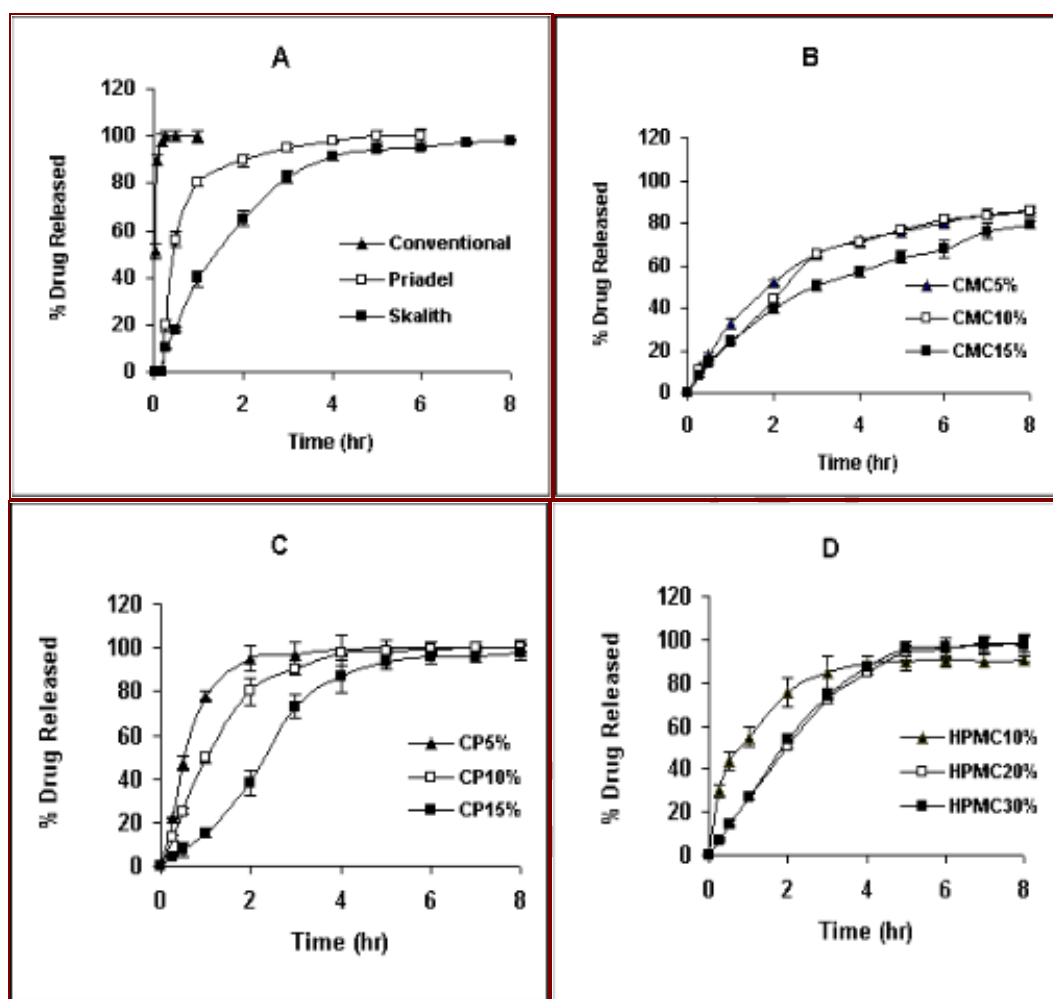 A
% Drug Released
120
100
80
60
40
20
0
Conventional
Priadel
Skalith
0 2 4 6 8
Time (hr)
B
% Drug Released
120
100
80
60
40
20
0
CMC5%
CMC10%
CMC15%
0 2 4 6 8
Time (hr)
C
% Drug Released
120
100
80
60
40
20
0
CP5%
CP10%
CP15%
0 2 4 6 8
Time (hr)
D
% Drug Released
120
100
80
60
40
20
0
HPMC10%
HPMC20%
HPMC30%
0 2 4 6 8
Time (hr)